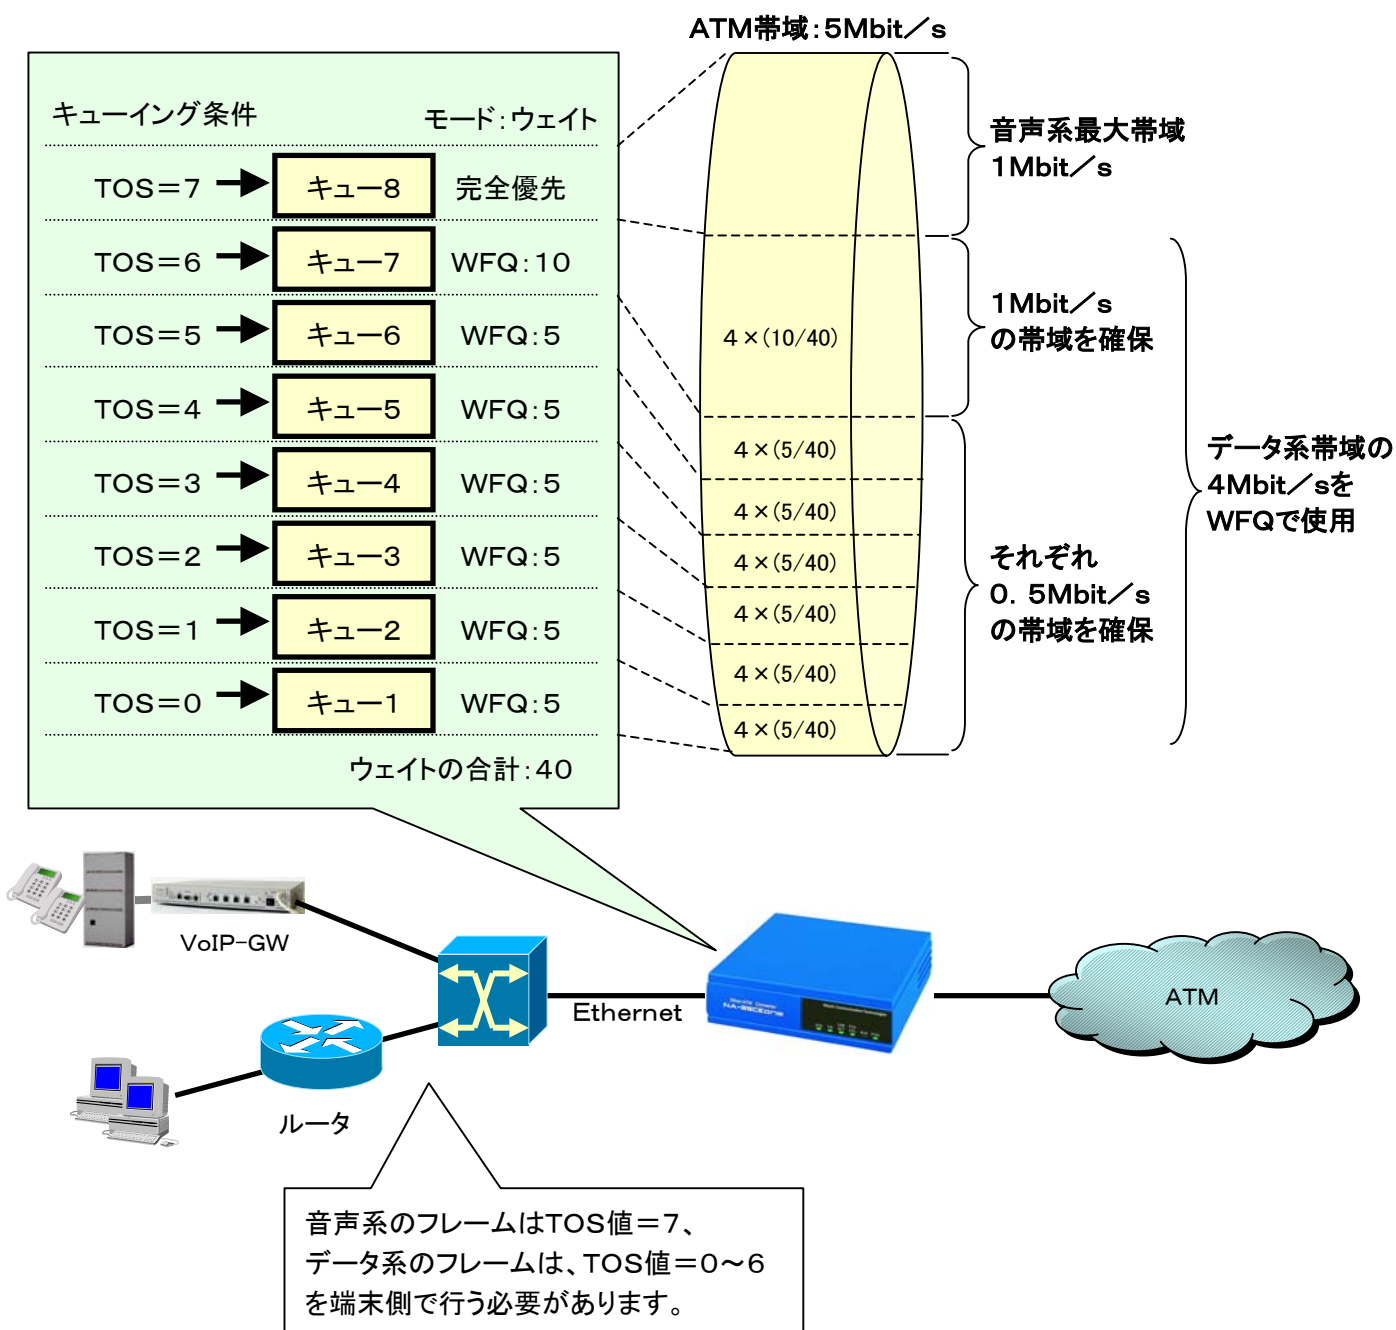 ATM帯域：5Mbit／s
キューイング条件
モード：ウェイト
TOS＝7
キュー8
完全優先
TOS＝6
キュー7
WFQ：10
TOS＝5
キュー6
WFQ：5
TOS＝4
キュー5
WFQ：5
TOS＝3
キュー4
WFQ：5
TOS＝2
キュー3
WFQ：5
TOS＝1
キュー2
WFQ：5
TOS＝0
キュー1
WFQ：5
ウェイトの合計：40
4×(10/40)
4×(5/40)
4×(5/40)
4×(5/40)
4×(5/40)
4×(5/40)
4×(5/40)
音声系最大帯域
1Mbit／s
1Mbit／s
の帯域を確保
それぞれ
0．5Mbit／s
の帯域を確保
データ系帯域の
4Mbit／sを
WFQで使用
VoIP-GW
ルータ
Ethernet
ATM
音声系のフレームはTOS値＝7、
データ系のフレームは、TOS値＝0～6
を端末側で行う必要があります。